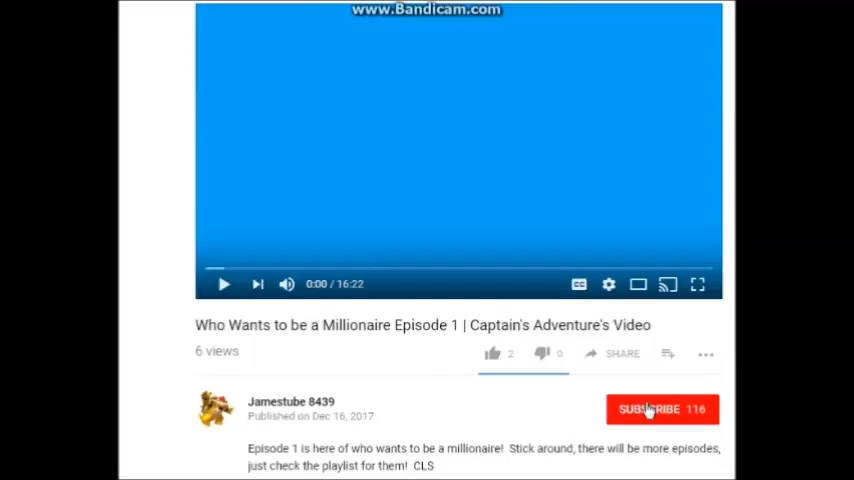 www.Bandicam.com
0:00 / 16:22
CC
Who Wants to be a Millionaire Episode 1 | Captain's Adventure's Video
6 views
2 0 SHARE
Jamestube 8439
Published on Dec 16, 2017
SUBSCRIBE 116
Episode 1 is here of who wants to be a millionaire! Stick around, there will be more episodes,
just check the playlist for them! CLS